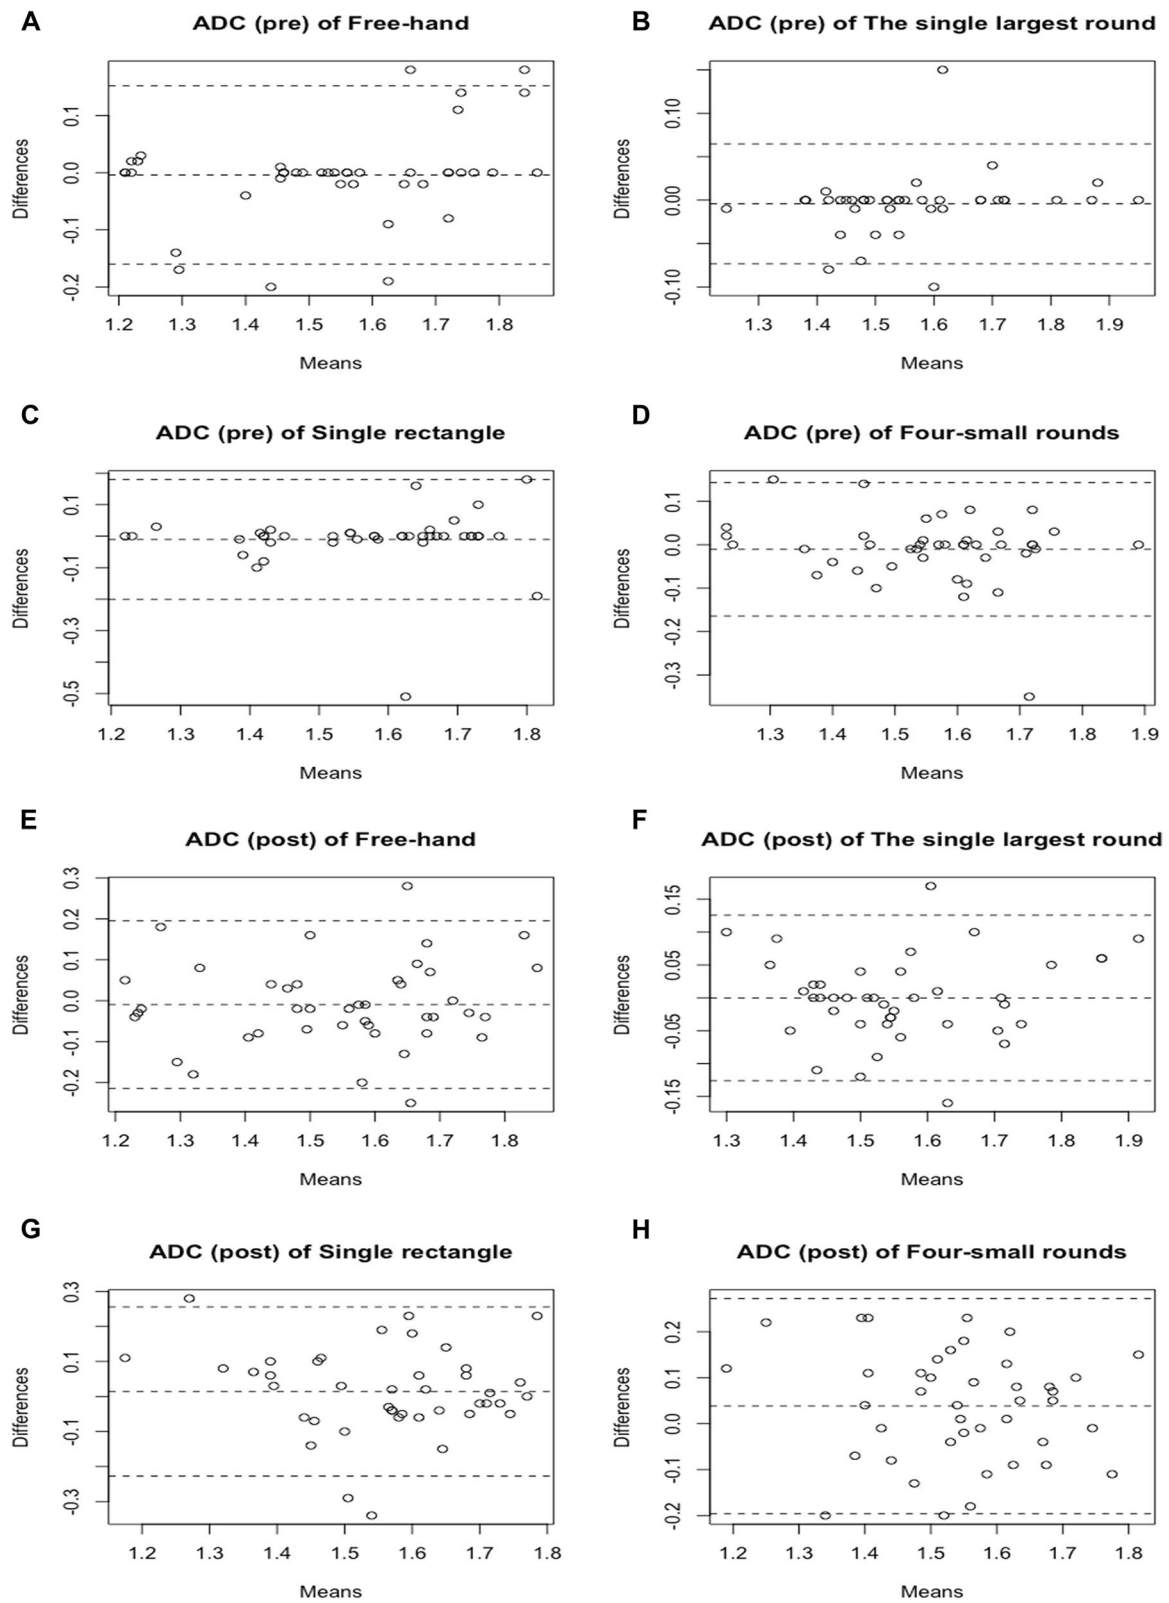 A
ADC (pre) of Free-hand
Differences
0.1
0.0
-0.1
-0.2
1.2 1.3 1.4 1.5 1.6 1.7 1.8
Means
B
ADC (pre) of The single largest round
Differences
0.10
0.00
-0.10
1.3 1.4 1.5 1.6 1.7 1.8 1.9
Means
C
ADC (pre) of Single rectangle
Differences
0.1
-0.1
-0.3
-0.5
1.2 1.3 1.4 1.5 1.6 1.7 1.8
Means
D
ADC (pre) of Four-small rounds
Differences
0.1
0.0
-0.1
-0.2
-0.3
1.3 1.4 1.5 1.6 1.7 1.8 1.9
Means
E
ADC (post) of Free-hand
Differences
0.3
0.2
0.1
0.0
-0.1
-0.2
1.2 1.3 1.4 1.5 1.6 1.7 1.8
Means
F
ADC (post) of The single largest round
Differences
0.15
0.05
-0.05
-0.15
1.3 1.4 1.5 1.6 1.7 1.8 1.9
Means
G
ADC (post) of Single rectangle
Differences
0.3
0.1
-0.1
-0.3
1.2 1.3 1.4 1.5 1.6 1.7 1.8
Means
H
ADC (post) of Four-small rounds
Differences
0.2
0.1
0.0
-0.1
-0.2
1.2 1.3 1.4 1.5 1.6 1.7 1.8
Means